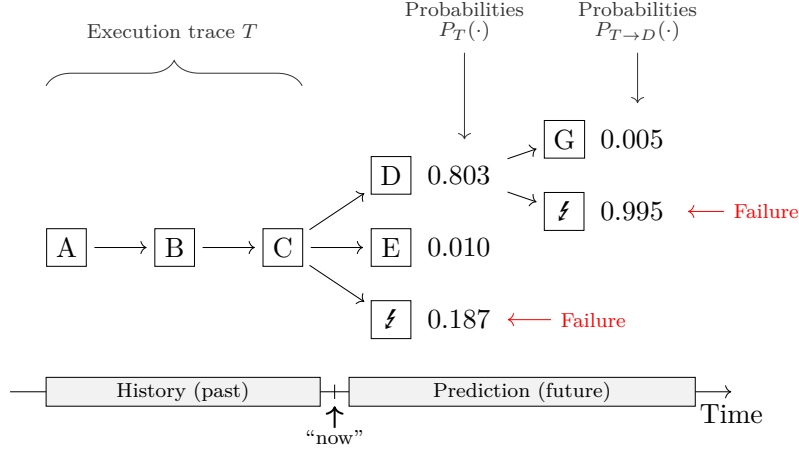 Execution trace T
Probabilities
P_T(·)
Probabilities
P_{T→D}(·)
G 0.005
D 0.803
0.995 ← Failure
A → B → C
E 0.010
0.187 ← Failure
History (past)
Prediction (future)
Time
“now”